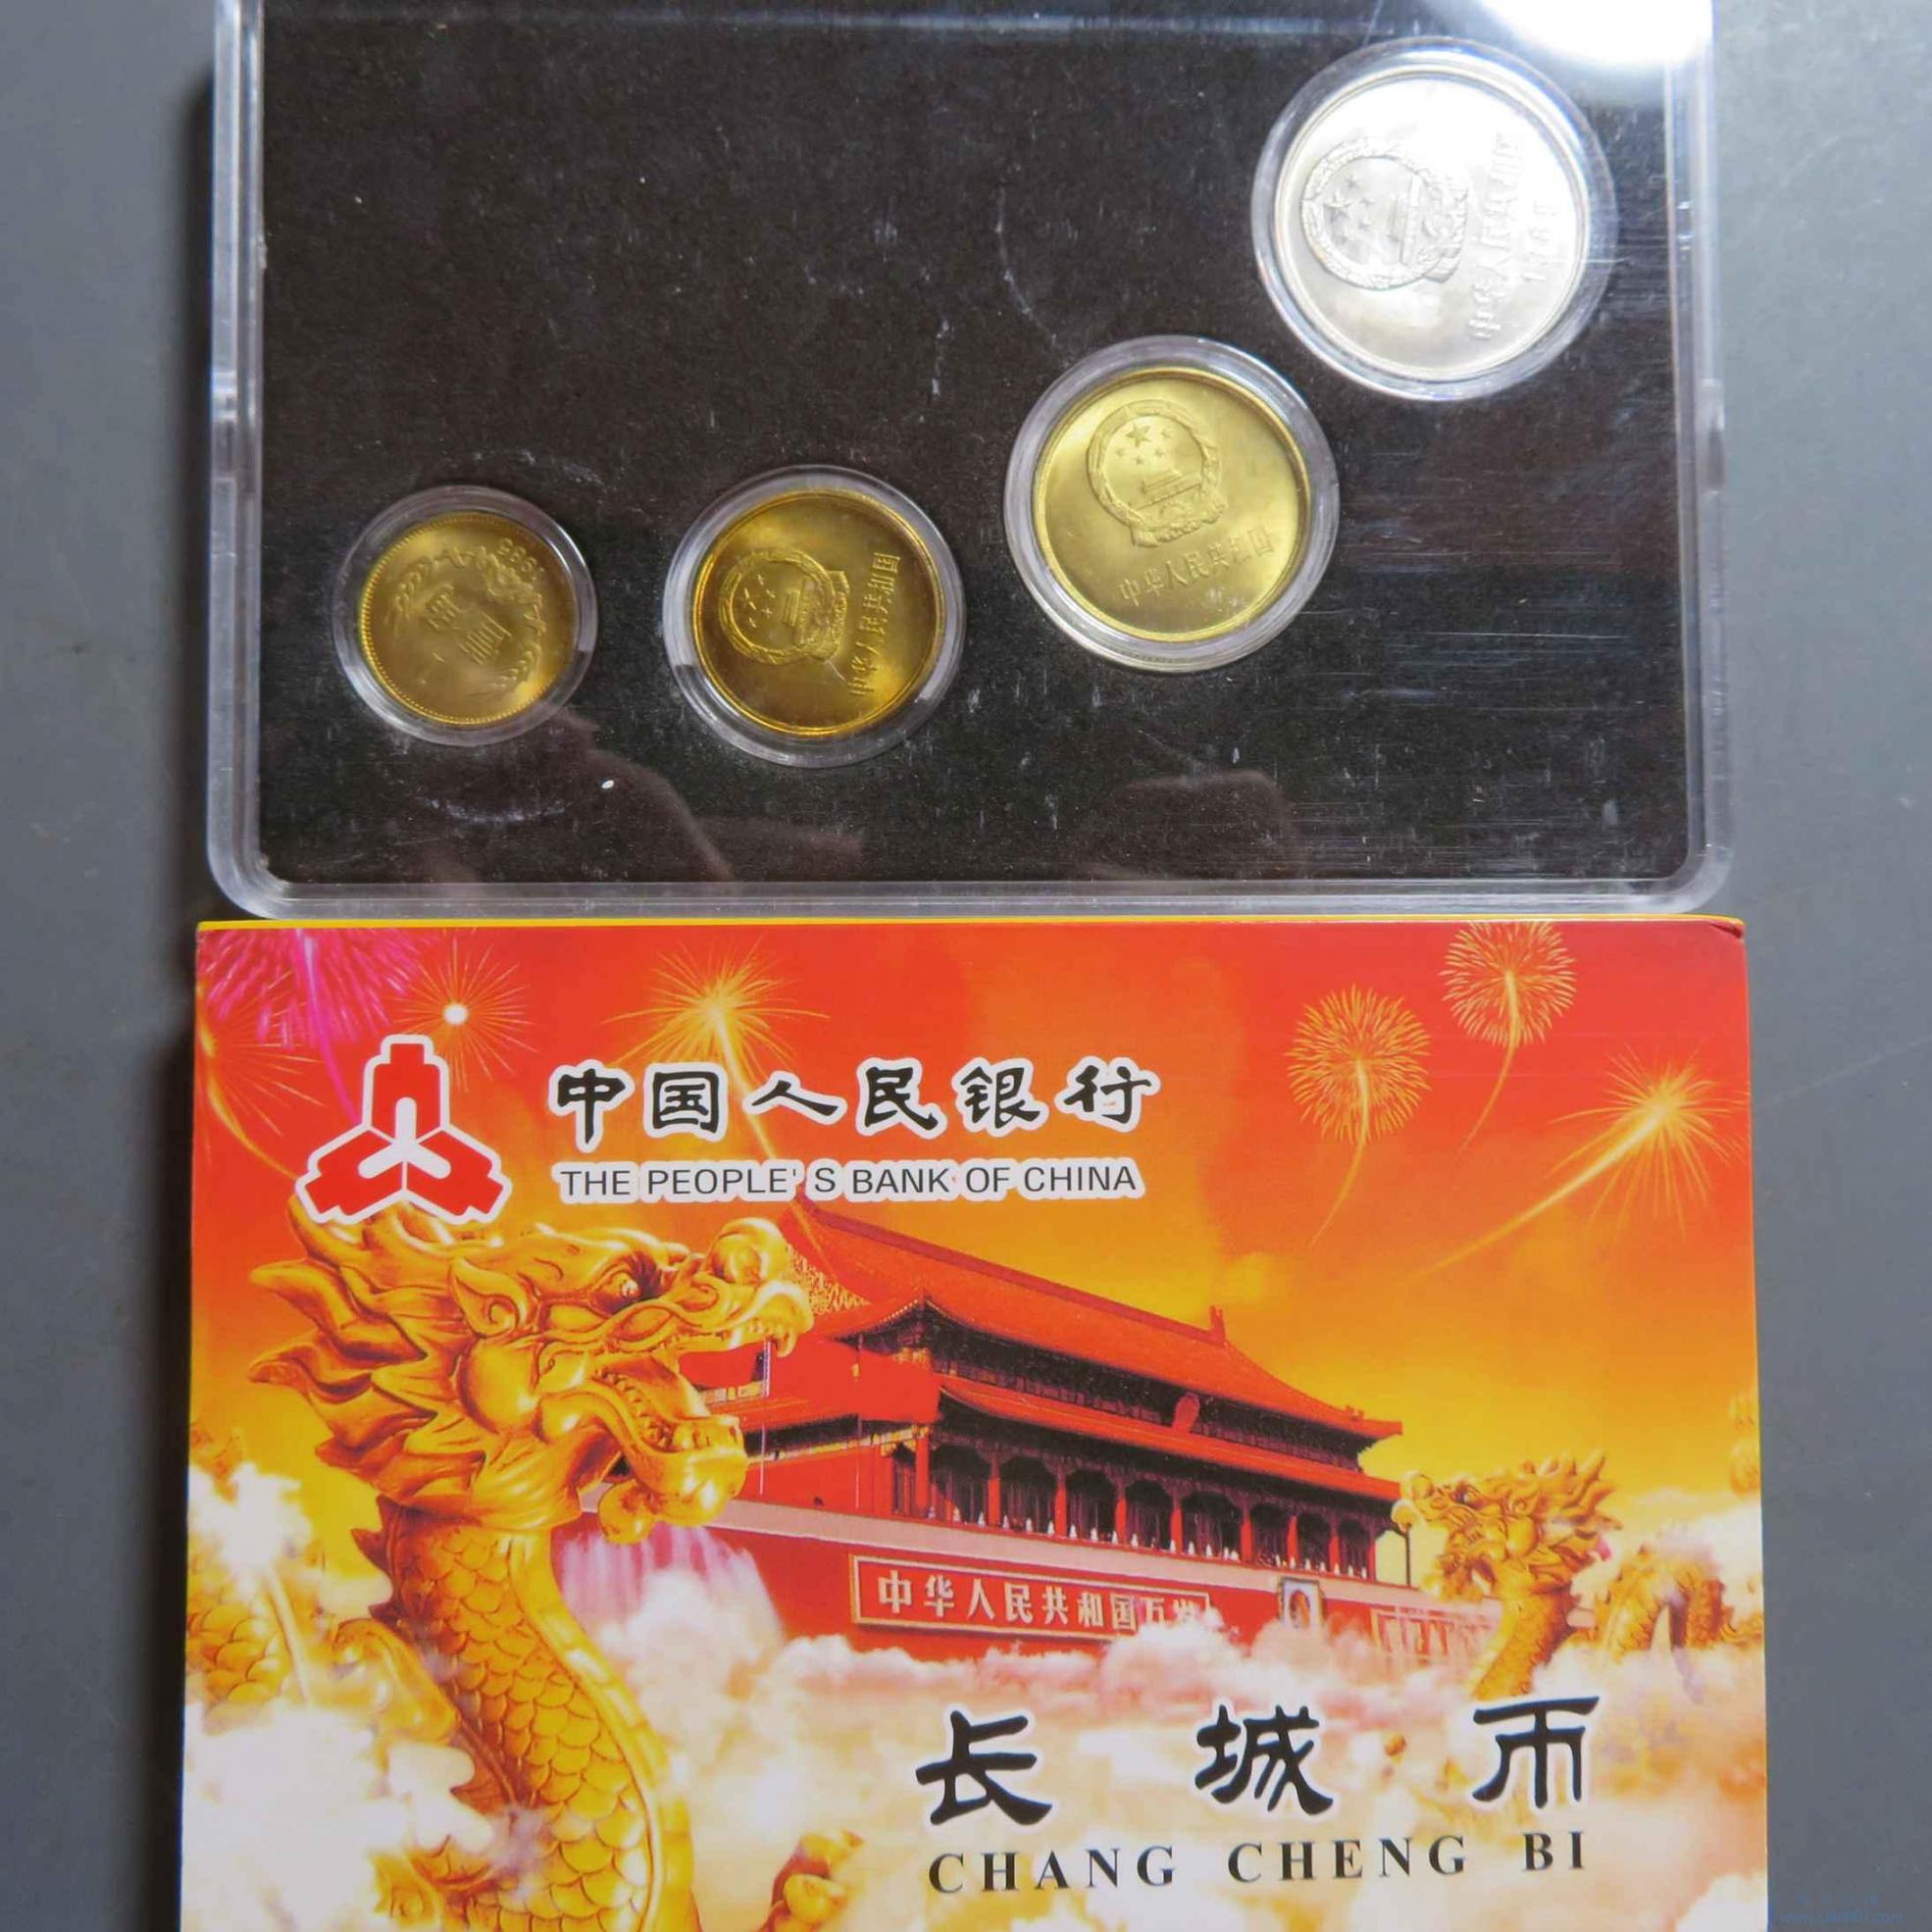 中华人民共和国
1985
中华人民共和国
中华人民共和国
中国人民银行
THE PEOPLE'S BANK OF CHINA
中华人民共和国万岁
长城币
CHANG CHENG BI